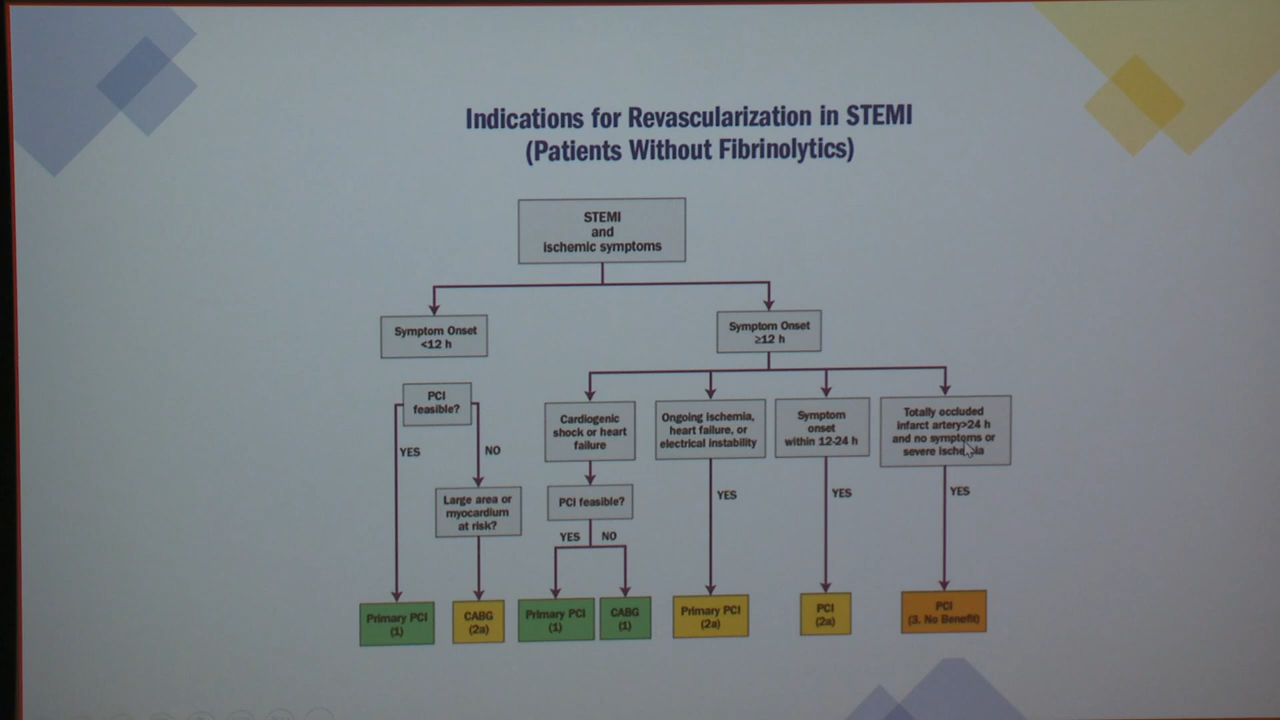 Indications for Revascularization in STEMI
(Patients Without Fibrinolytics)
STEMI
and
ischemic symptoms
Symptom Onset
<12 h
Symptom Onset
≥12 h
PCI
feasible?
YES
NO
Large area or
myocardium
at risk?
Cardiogenic
shock or heart
failure
PCI feasible?
YES
NO
Ongoing ischemia,
heart failure, or
electrical instability
YES
Symptom
onset
within 12-24 h
YES
Totally occluded
infarct artery>24 h
and no symptoms or
severe ischemia
YES
Primary PCI
(1)
CABG
(2a)
Primary PCI
(1)
CABG
(1)
Primary PCI
(2a)
PCI
(2a)
PCI
(3. No Benefit)